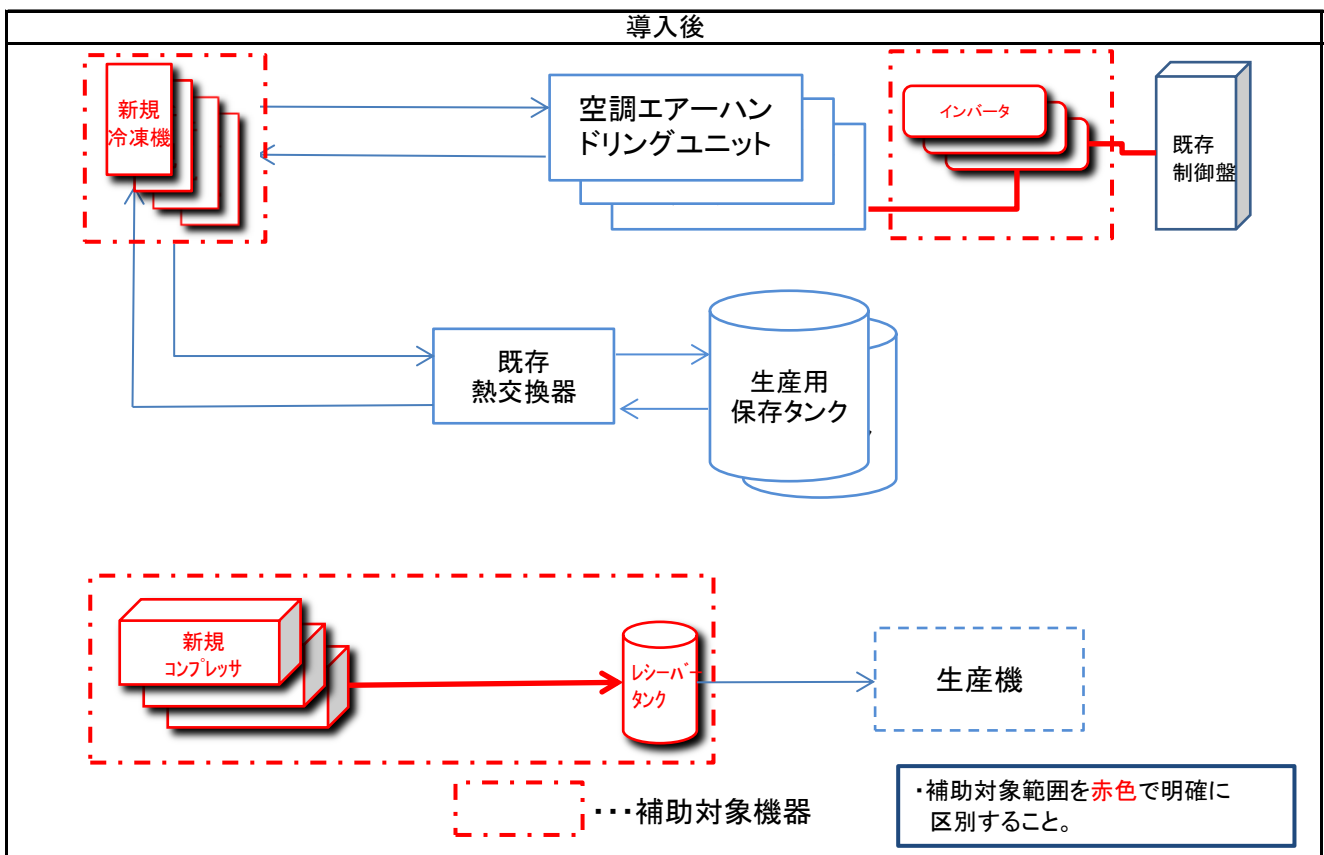 導入後
新規
冷凍機
空調エアーハン
ドリングユニット
インバータ
既存
制御盤
既存
熱交換器
生産用
保存タンク
新規
ｺﾝﾌﾟﾚｯｻ
ﾚｼｰﾊﾞｰ
ﾀﾝｸ
生産機
・・・補助対象機器
・補助対象範囲を赤色で明確に
区別すること。